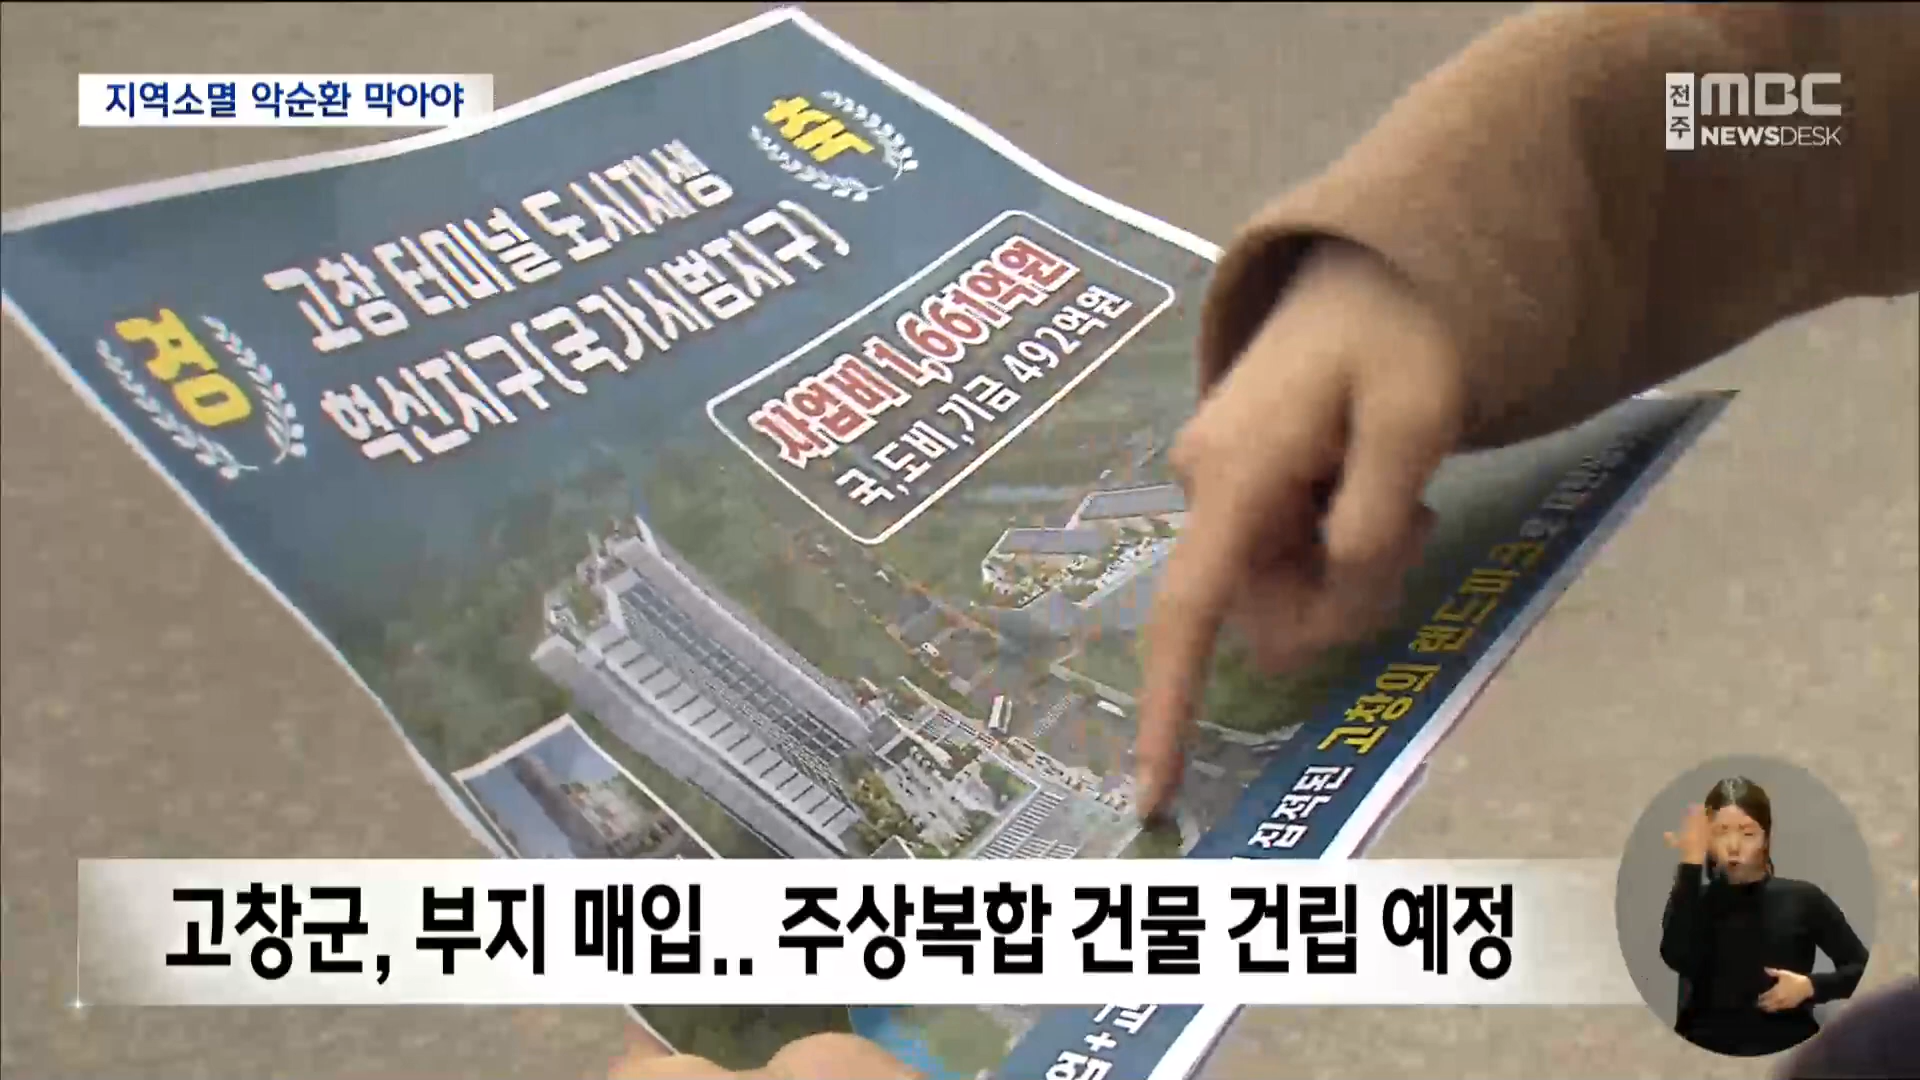 지역소멸 악순환 막아야
전주 MBC
NEWSDESK
경 축
고창 터미널 도시재생
혁신지구(국가시범지구)
사업비 1,661억원
국,도비,기금 492억원
집적된 고창의 랜드마크로
고창군, 부지 매입.. 주상복합 건물 건립 예정